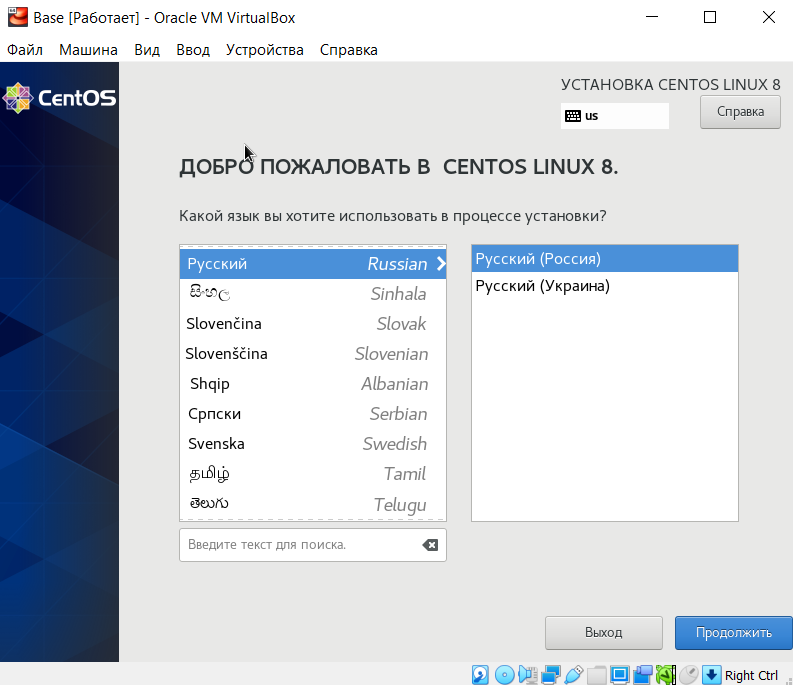 Base [Работает] - Oracle VM VirtualBox
Файл Машина Вид Ввод Устройства Справка
CentOS
УСТАНОВКА CENTOS LINUX 8
us
Справка
ДОБРО ПОЖАЛОВАТЬ В CENTOS LINUX 8.
Какой язык вы хотите использовать в процессе установки?
Русский Russian
සිංහල Sinhala
Slovenčina Slovak
Slovenščina Slovenian
Shqip Albanian
Српски Serbian
Svenska Swedish
தமிழ் Tamil
తెలుగు Telugu
Русский (Россия)
Русский (Украина)
Введите текст для поиска.
Выход
Продолжить
Right Ctrl